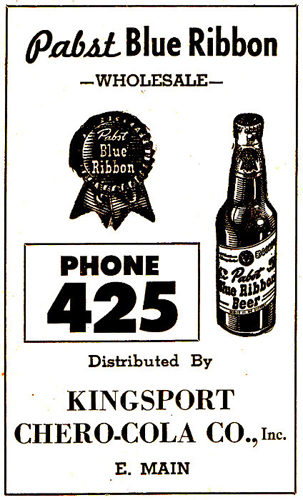 Pabst Blue Ribbon
—WHOLESALE—
Pabst
Blue
Ribbon
Pabst
Blue Ribbon
Beer
PHONE
425
Distributed By
KINGSPORT
CHERO-COLA CO., Inc.
E. MAIN